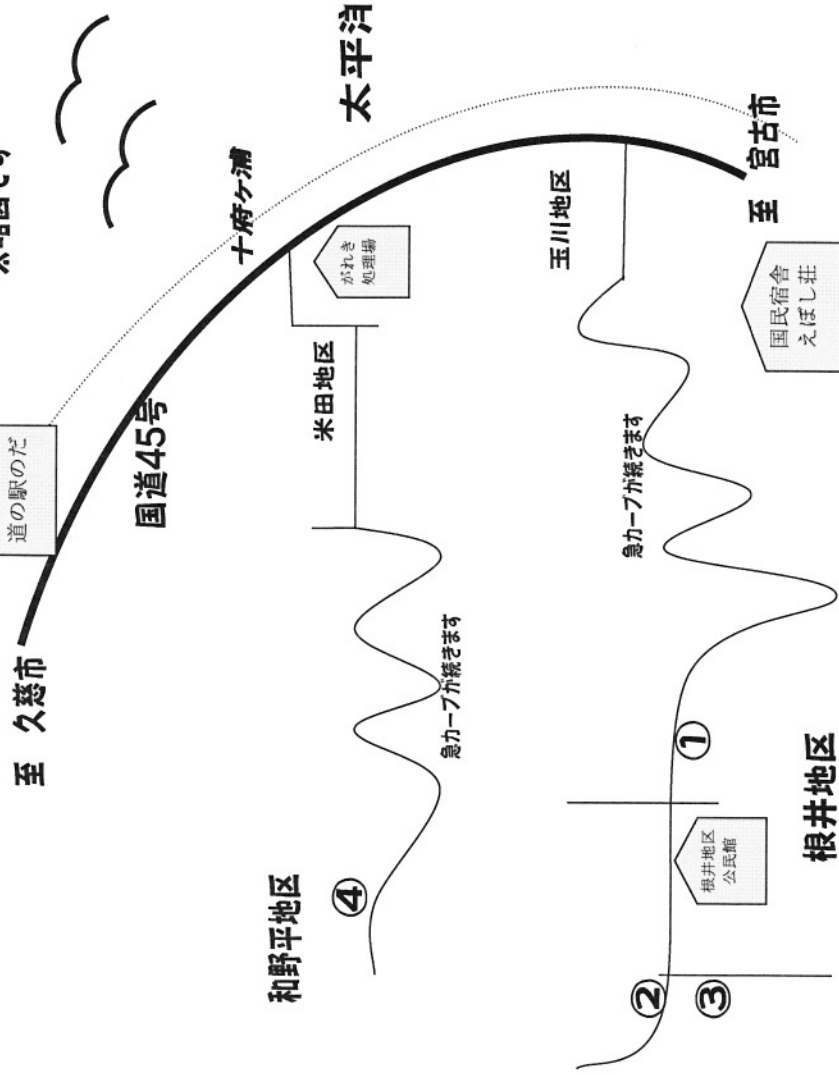 至 久慈市
道の駅のだ
国道45号
十府ヶ浦
太平洋
がれき
処理場
米田地区
急カーブが続きます
和野平地区
④
玉川地区
至 宮古市
国民宿舎
えぼし荘
急カーブが続きます
①
根井地区
公民館
根井地区
②
③